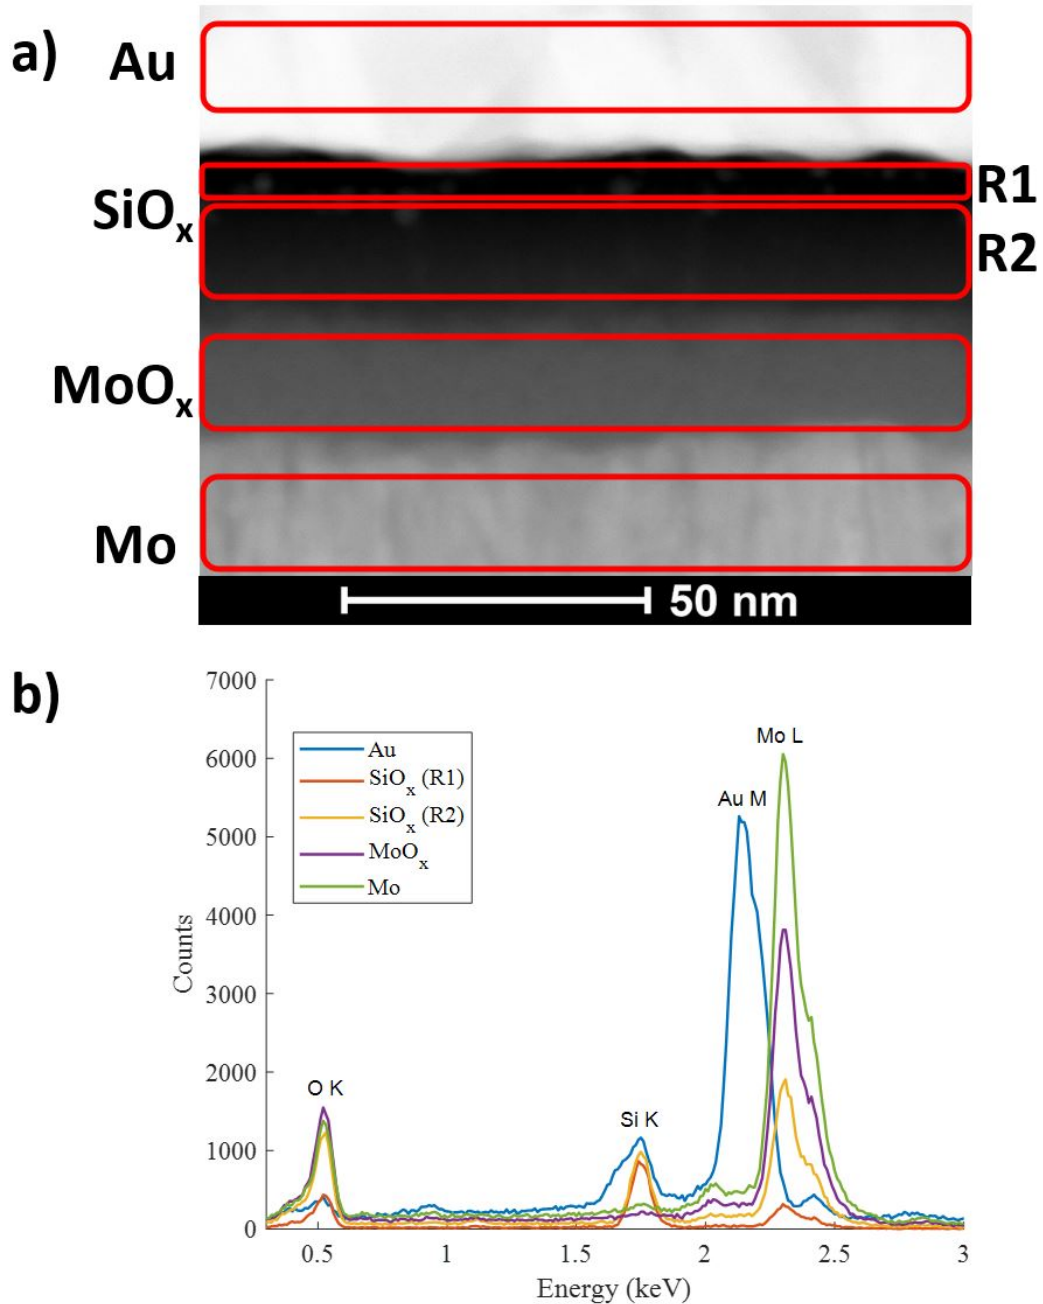 a)
Au
SiOₓ
R1
R2
MoOₓ
Mo
50 nm
b)
7000
6000
5000
4000
3000
2000
1000
0
Counts
Au
SiOₓ (R1)
SiOₓ (R2)
MoOₓ
Mo
O K
Si K
Au M
Mo L
0.5
1
1.5
2
2.5
3
Energy (keV)